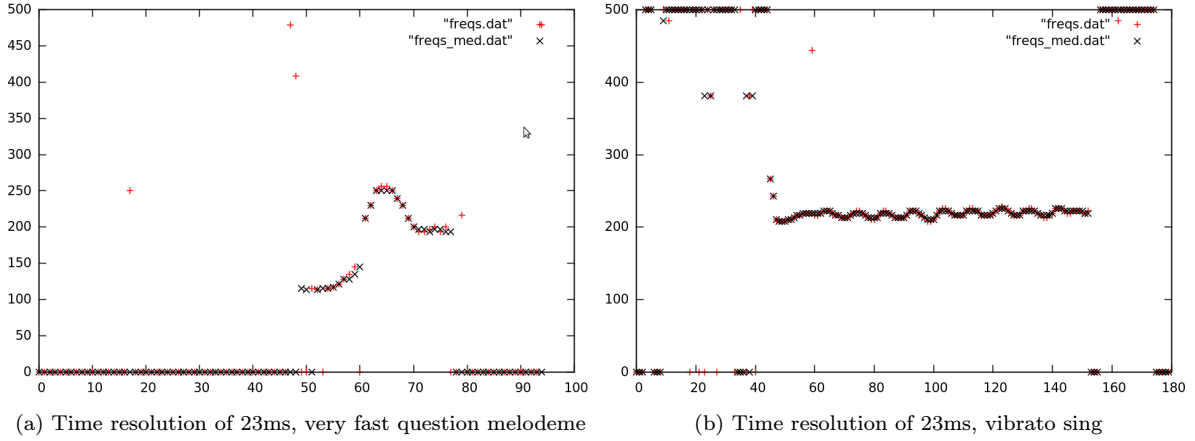 500
450
400
350
300
250
200
150
100
50
0
0 10 20 30 40 50 60 70 80 90 100
"freqs.dat"
"freqs_med.dat"
(a) Time resolution of 23ms, very fast question melodeme
500
400
300
200
100
0
0 20 40 60 80 100 120 140 160 180
"freqs.dat"
"freqs_med.dat"
(b) Time resolution of 23ms, vibrato sing